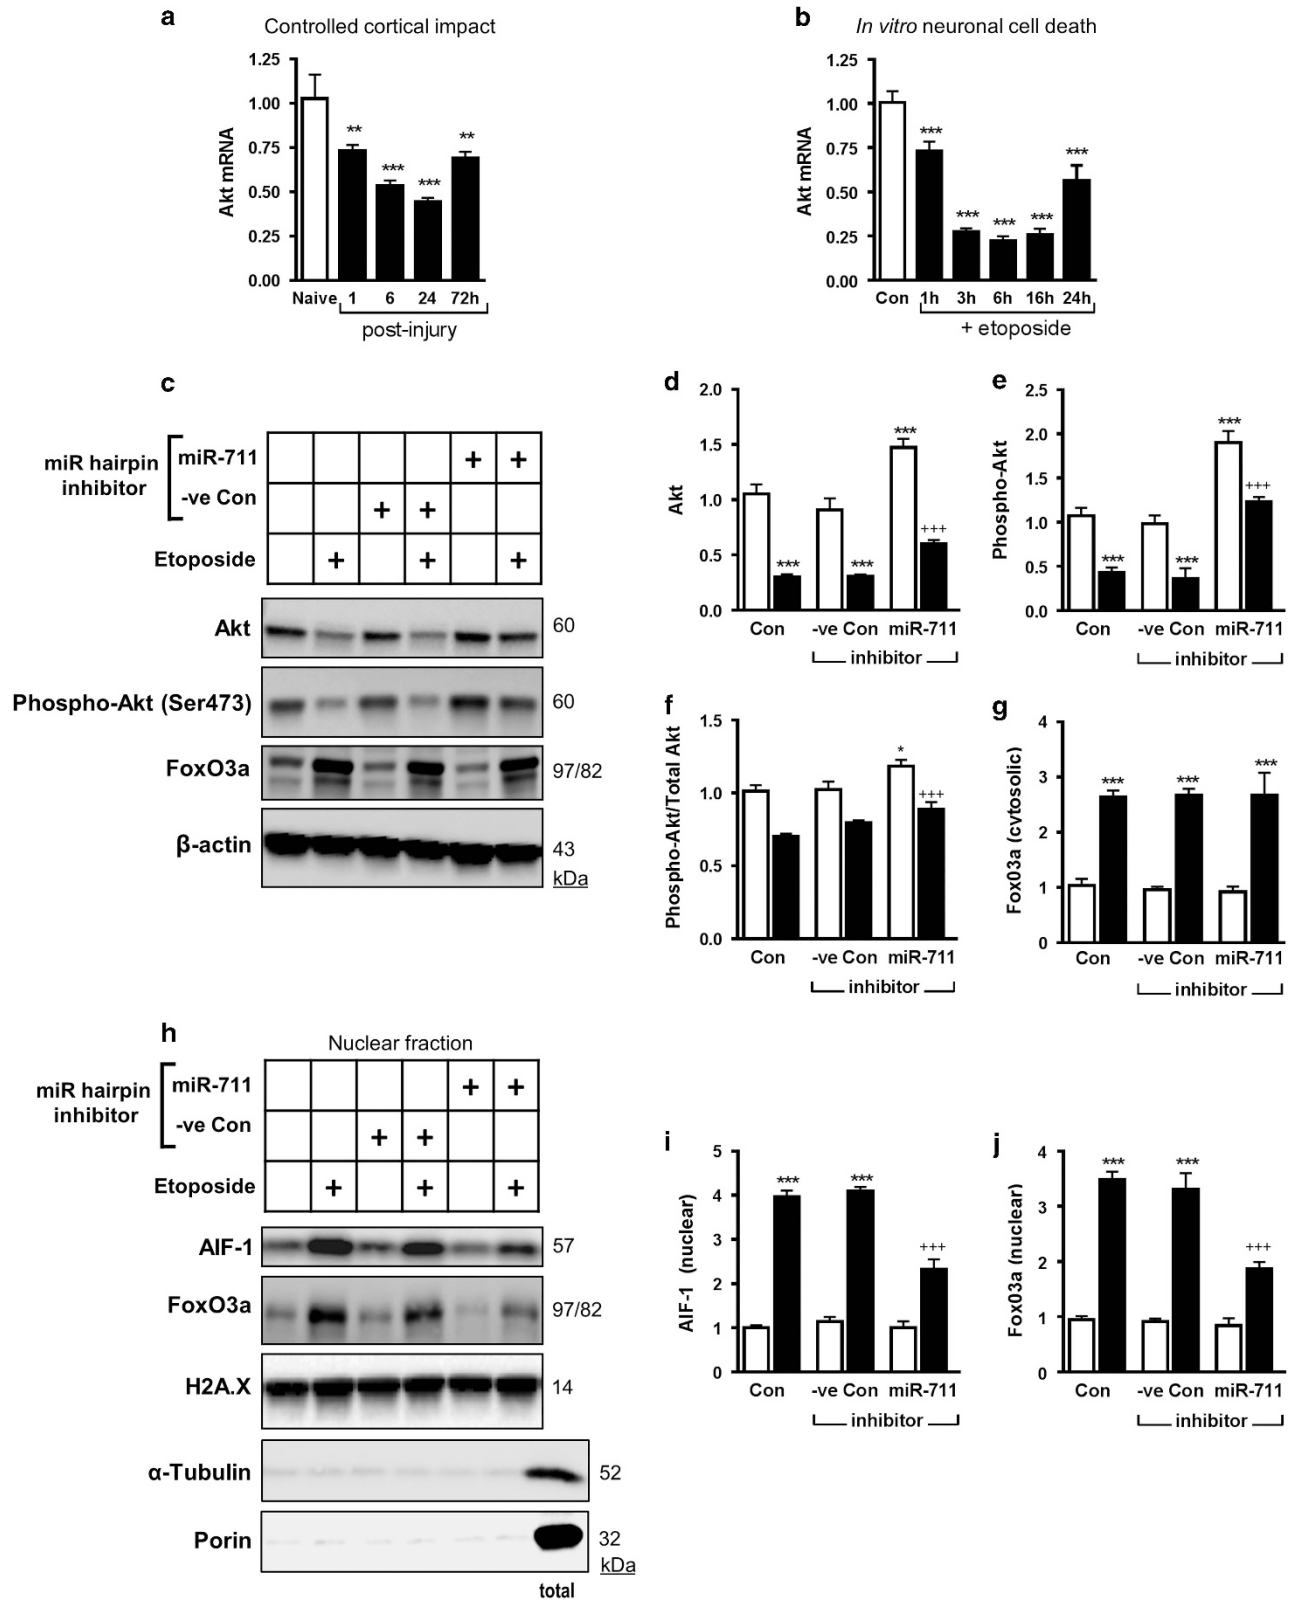 a
Controlled cortical impact
Akt mRNA
1.25
1.00
0.75
0.50
0.25
0.00
**
***
***
**
Naive 1 6 24 72h
post-injury
b
In vitro neuronal cell death
Akt mRNA
1.25
1.00
0.75
0.50
0.25
0.00
***
***
***
***
***
Con 1h 3h 6h 16h 24h
+ etoposide
c
miR hairpin
inhibitor
miR-711 + +
-ve Con + +
Etoposide + + +
Akt 60
Phospho-Akt (Ser473) 60
FoxO3a 97/82
β-actin 43
kDa
d
Akt
2.0
1.5
1.0
0.5
0.0
***
***
***
+++
Con -ve Con miR-711
inhibitor
e
Phospho-Akt
2.5
2.0
1.5
1.0
0.5
0.0
***
***
***
+++
Con -ve Con miR-711
inhibitor
f
Phospho-Akt/Total Akt
1.5
1.0
0.5
0.0
*
+++
Con -ve Con miR-711
inhibitor
g
Fox03a (cytosolic)
4
3
2
1
0
***
***
***
Con -ve Con miR-711
inhibitor
h
Nuclear fraction
miR hairpin
inhibitor
miR-711 + +
-ve Con + +
Etoposide + + +
AIF-1 57
FoxO3a 97/82
H2A.X 14
α-Tubulin 52
Porin 32
kDa
total
i
AIF-1 (nuclear)
5
4
3
2
1
0
***
***
+++
Con -ve Con miR-711
inhibitor
j
Fox03a (nuclear)
4
3
2
1
0
***
***
+++
Con -ve Con miR-711
inhibitor